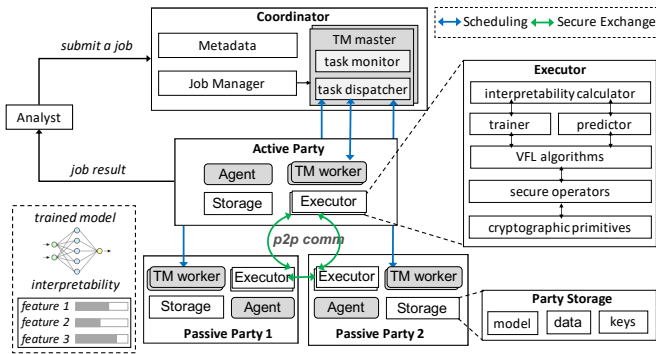 Coordinator
Scheduling
Secure Exchange
submit a job
Metadata
TM master
task monitor
Job Manager
task dispatcher
Analyst
job result
Active Party
Agent
TM worker
Storage
Executor
Executor
interpretability calculator
trainer
predictor
VFL algorithms
secure operators
cryptographic primitives
trained model
interpretability
feature 1
feature 2
feature 3
p2p comm
TM worker
Executor
Storage
Agent
Passive Party 1
Executor
TM worker
Agent
Storage
Passive Party 2
Party Storage
model
data
keys